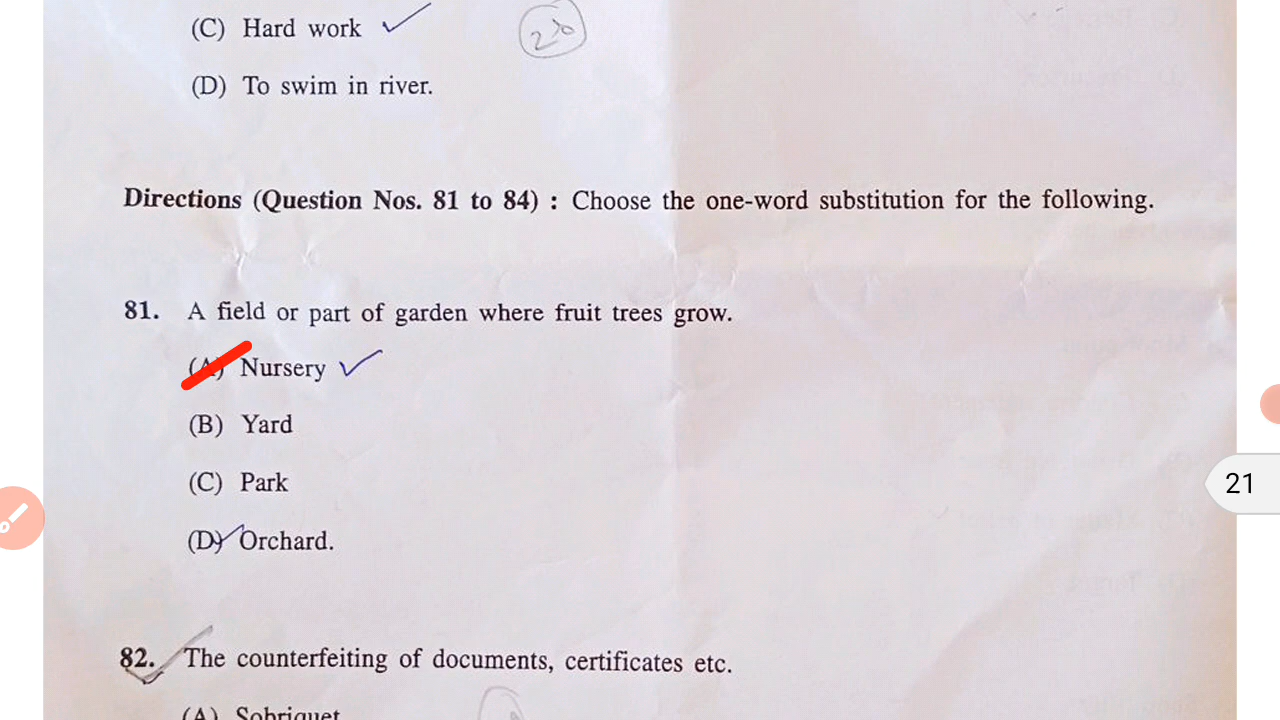 (C) Hard work
(D) To swim in river.
Directions (Question Nos. 81 to 84) : Choose the one-word substitution for the following.
81. A field or part of garden where fruit trees grow.
(A) Nursery
(B) Yard
(C) Park
(D) Orchard.
21
82. The counterfeiting of documents, certificates etc.
(A) Sobriquet